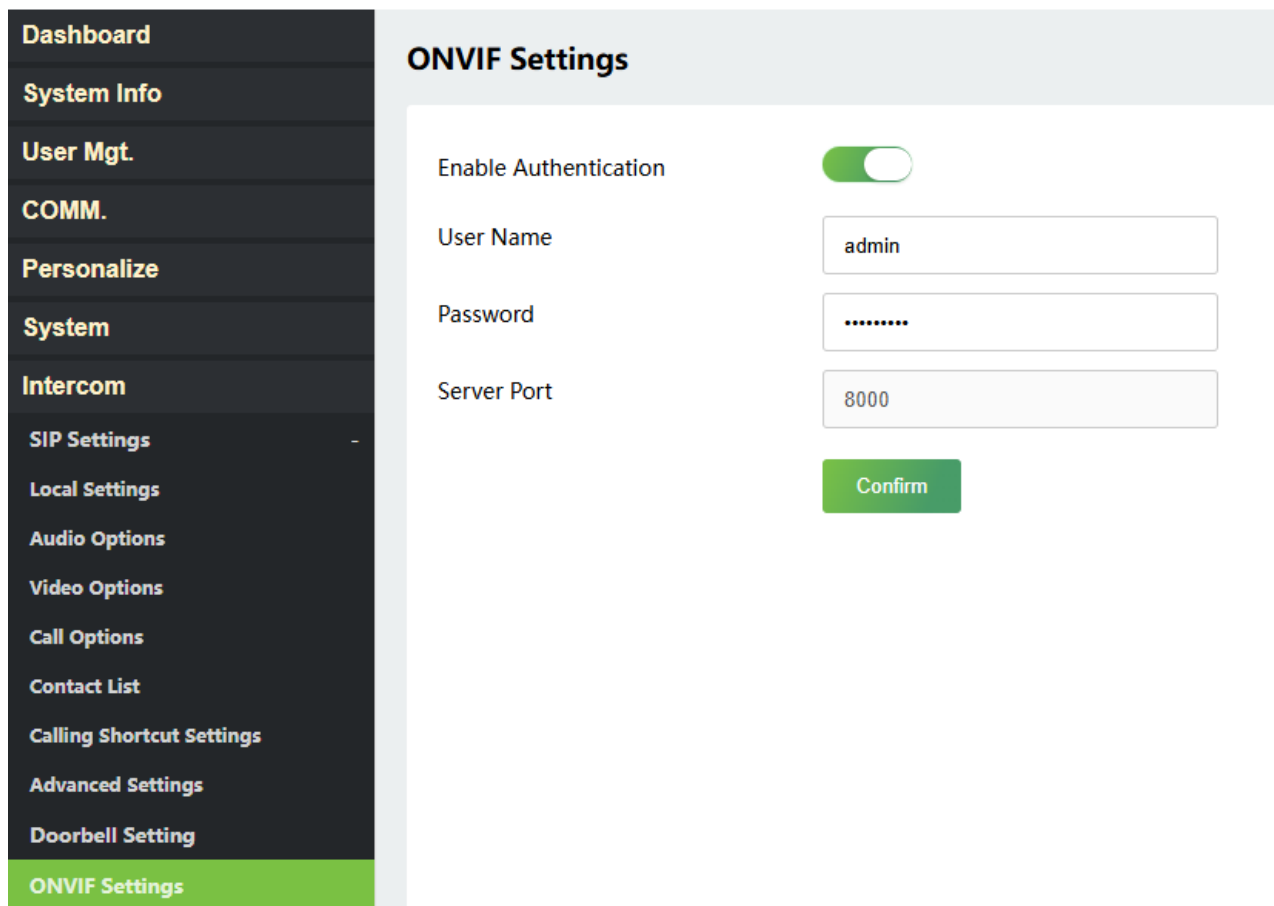 Dashboard
System Info
User Mgt.
COMM.
Personalize
System
Intercom
SIP Settings -
Local Settings
Audio Options
Video Options
Call Options
Contact List
Calling Shortcut Settings
Advanced Settings
Doorbell Setting
ONVIF Settings
ONVIF Settings
Enable Authentication
User Name admin
Password •••••••••
Server Port 8000
Confirm